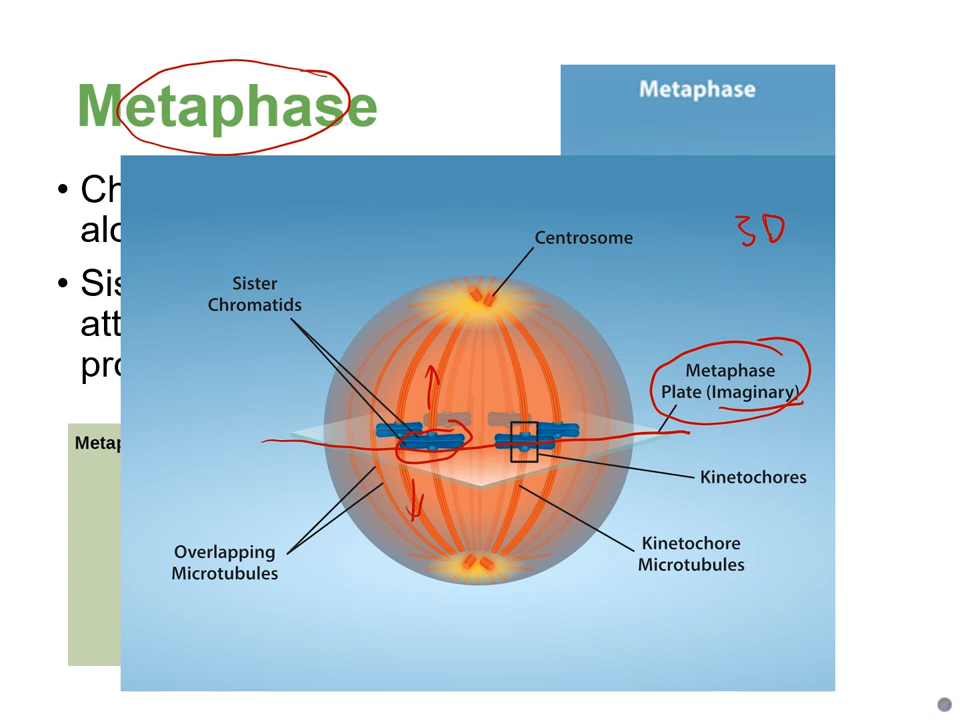 Metaphase
Metaphase
• Ch
alo
• Sis
att
pro
Metap
3D
Centrosome
Sister
Chromatids
Metaphase
Plate (Imaginary)
Kinetochores
Overlapping
Microtubules
Kinetochore
Microtubules